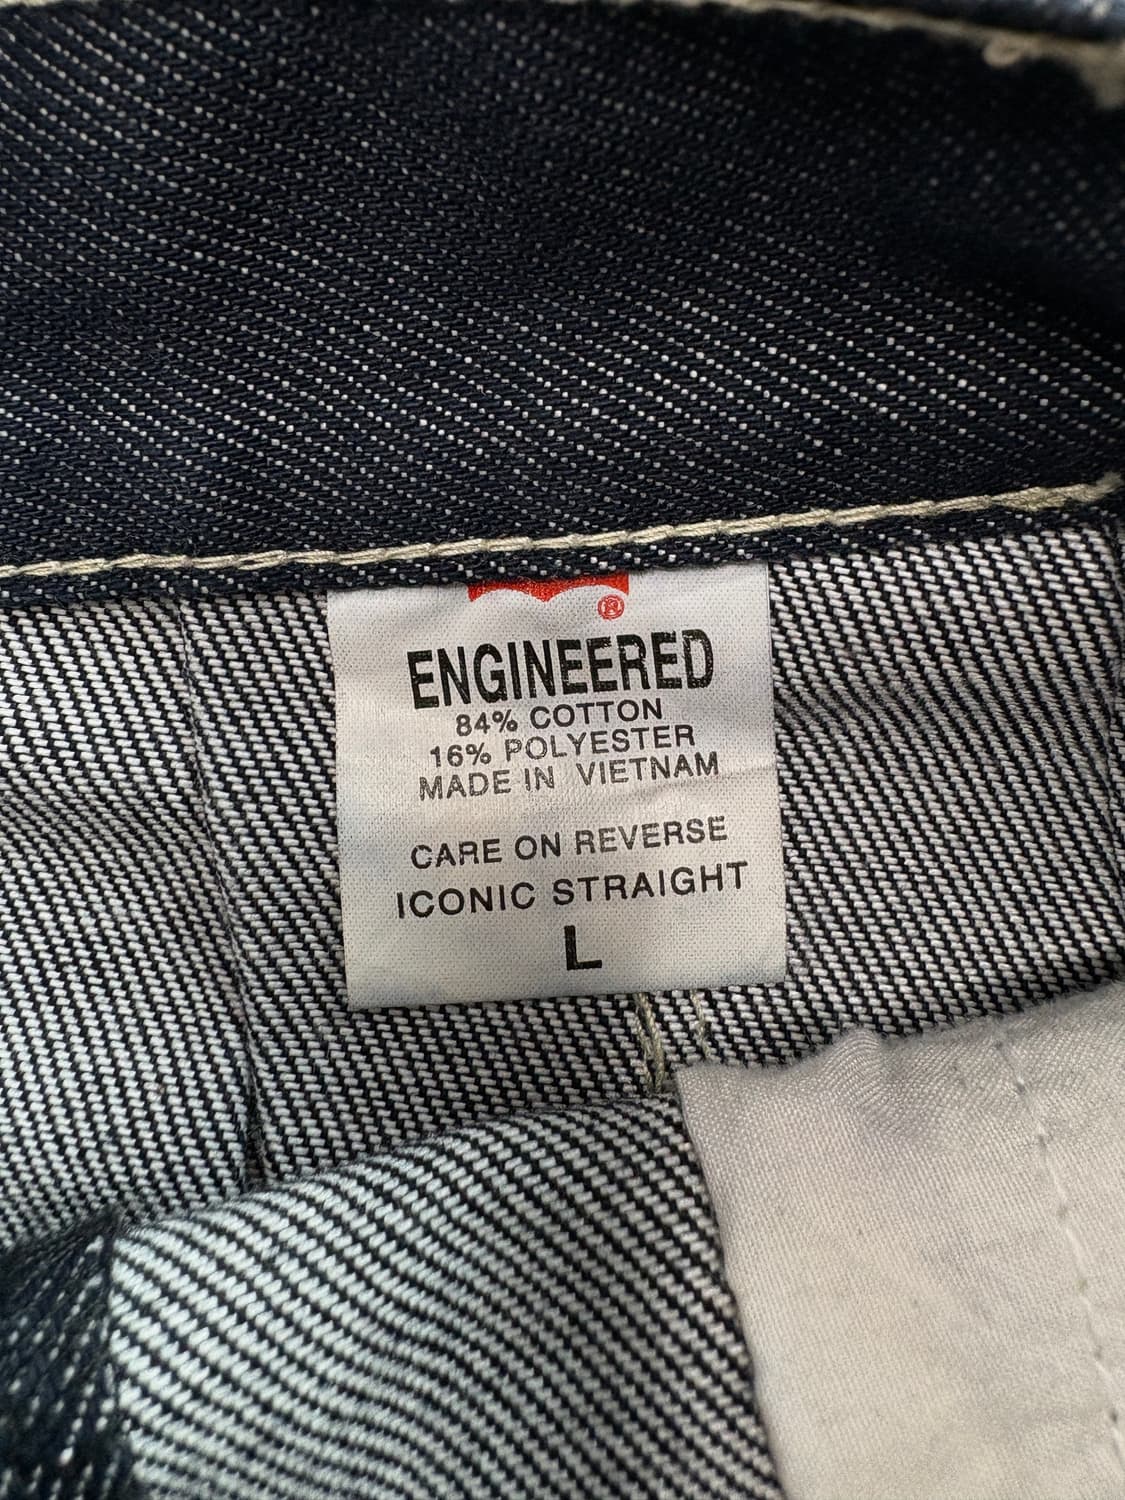 ®
ENGINEERED
84% COTTON
16% POLYESTER
MADE IN VIETNAM
CARE ON REVERSE
ICONIC STRAIGHT
L